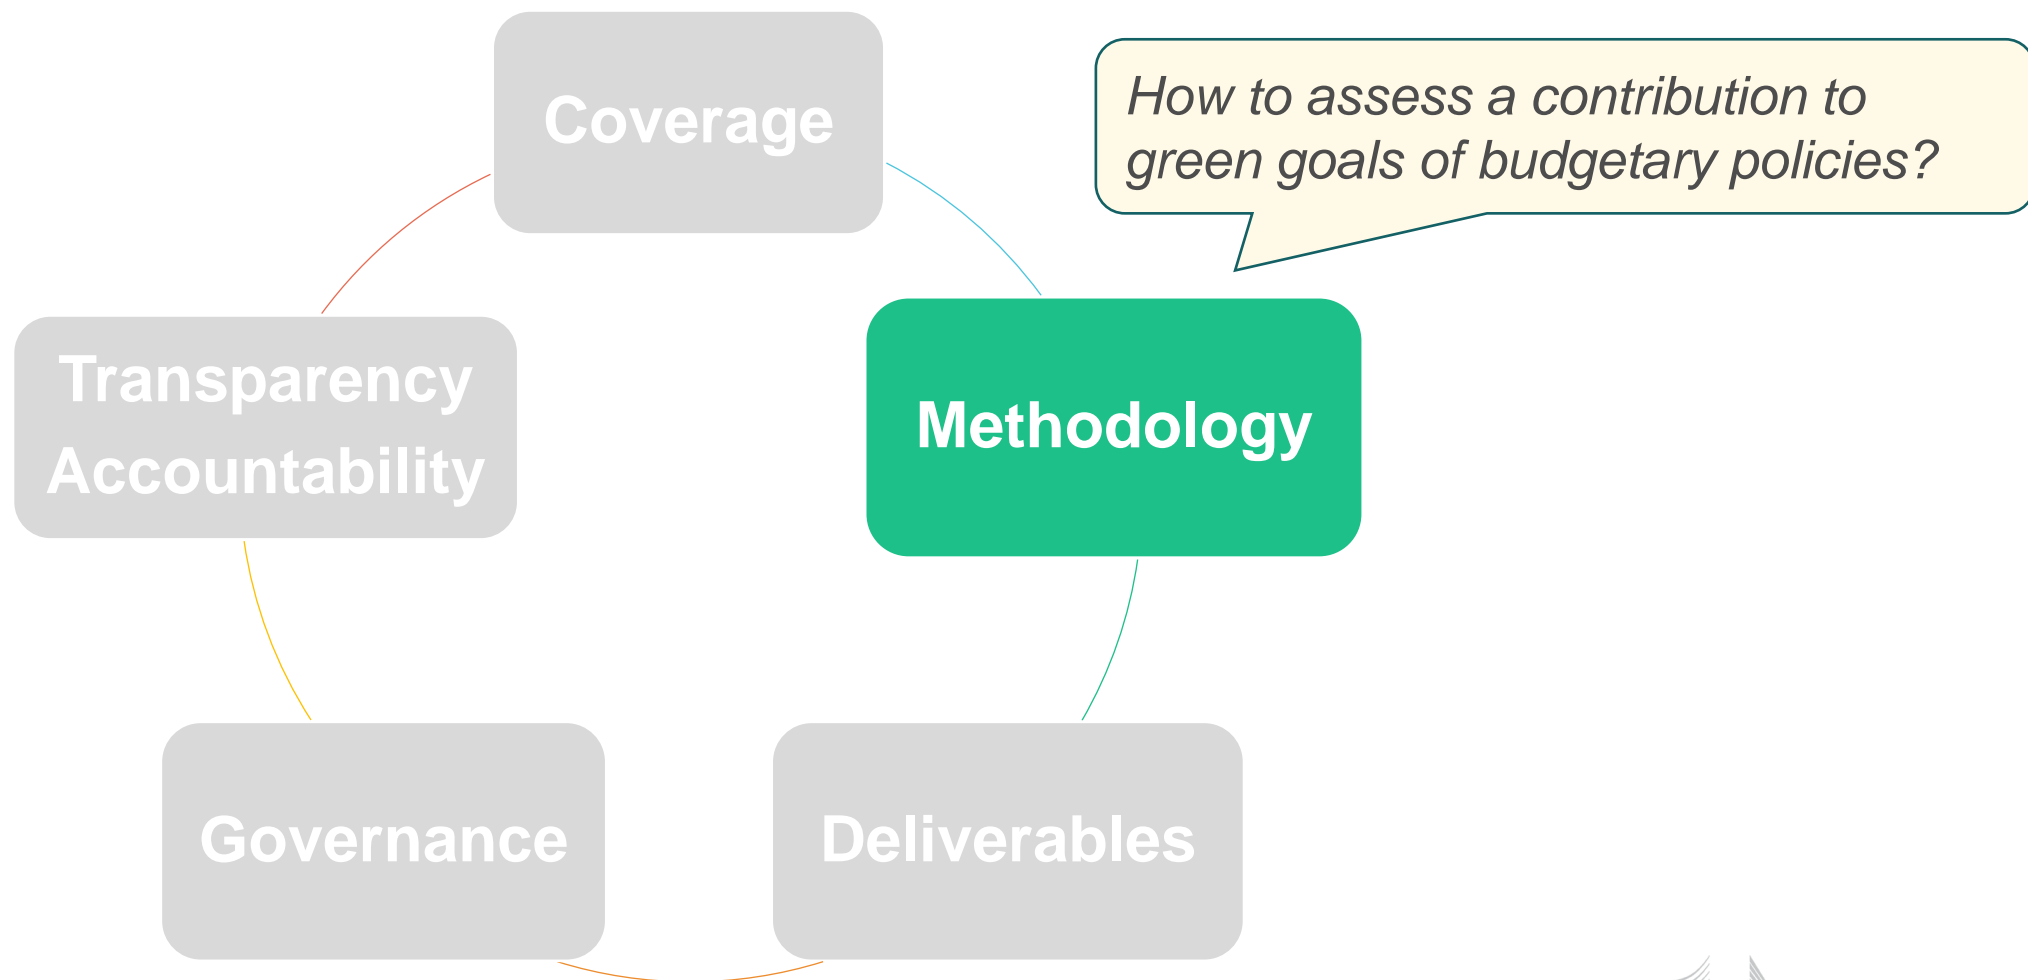 Coverage
How to assess a contribution to
green goals of budgetary policies?
Transparency
Accountability
Methodology
Governance
Deliverables